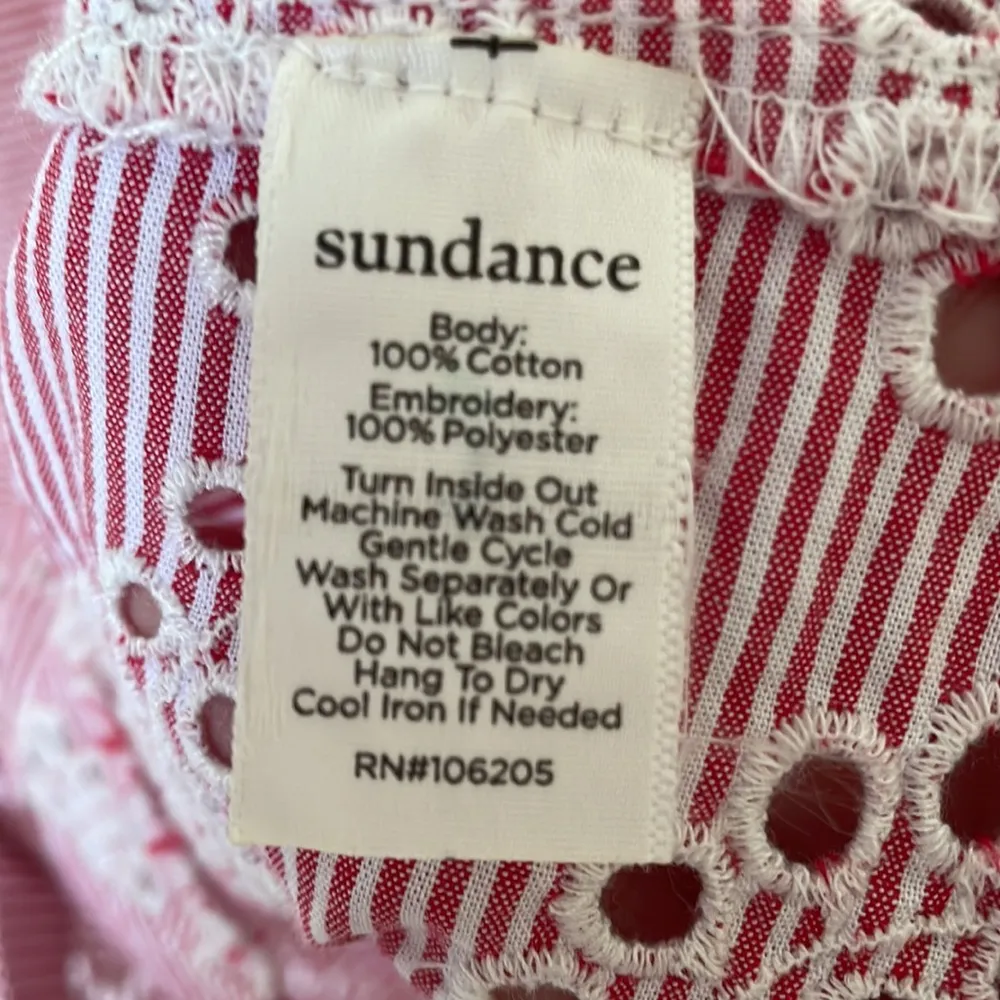 sundance
Body:
100% Cotton
Embroidery:
100% Polyester
Turn Inside Out
Machine Wash Cold
Gentle Cycle
Wash Separately Or
With Like Colors
Do Not Bleach
Hang To Dry
Cool Iron If Needed
RN#106205